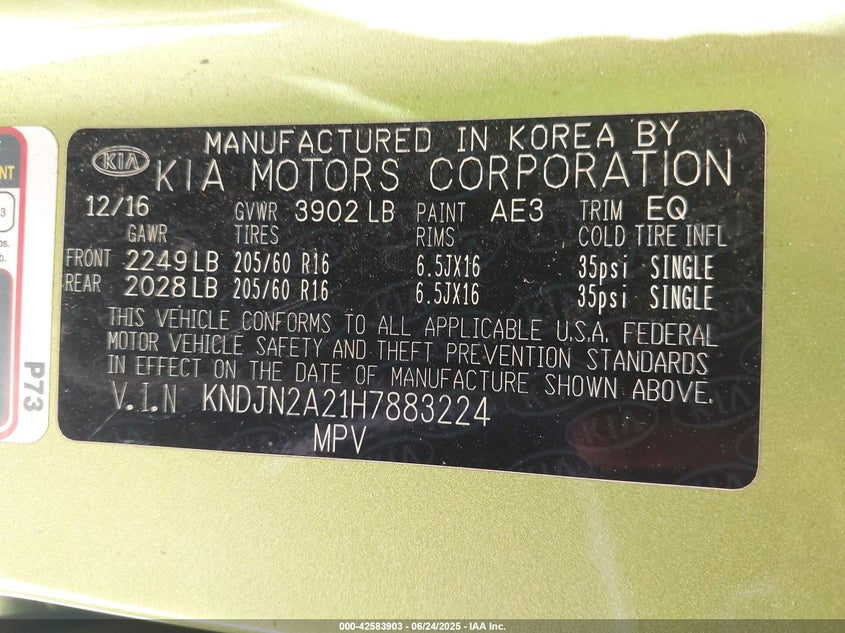 MANUFACTURED IN KOREA BY
KIA KIA MOTORS CORPORATION
12/16 GVWR 3902 LB PAINT AE3 TRIM EQ
GAWR TIRES RIMS COLD TIRE INFL
FRONT 2249 LB 205/60 R16 6.5JX16 35psi SINGLE
REAR 2028 LB 205/60 R16 6.5JX16 35psi SINGLE
THIS VEHICLE CONFORMS TO ALL APPLICABLE U.S.A. FEDERAL
MOTOR VEHICLE SAFETY AND THEFT PREVENTION STANDARDS
IN EFFECT ON THE DATE OF MANUFACTURE SHOWN ABOVE.
V.I.N KNDJN2A21H7883224
MPV
P73
000-42583903 - 06/24/2025 - IAA Inc.